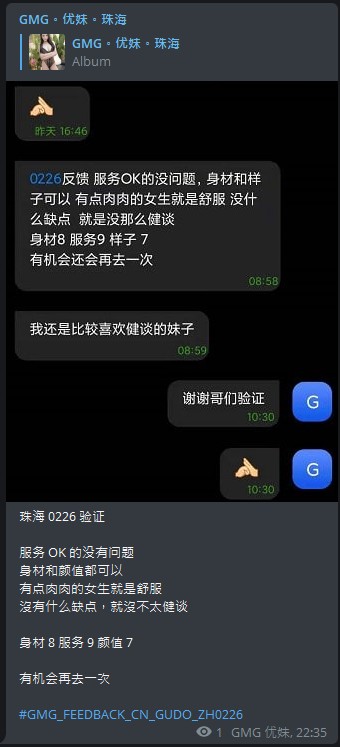 GMG。优妹。珠海
GMG。优妹。珠海
Album
昨天 16:46
0226反馈 服务OK的没问题，身材和样
子可以 有点肉肉的女生就是舒服 没什
么缺点 就是没那么健谈
身材8 服务9 样子 7
有机会还会再去一次
08:58
我还是比较喜欢健谈的妹子
08:59
谢谢哥们验证
G
10:30
G
10:30
珠海 0226 验证
服务 OK 的没有问题
身材和颜值都可以
有点肉肉的女生就是舒服
沒有什么缺点，就沒不太健谈
身材 8 服务 9 颜值 7
有机会会再去一次
#GMG_FEEDBACK_CN_GUDO_ZH0226
1 GMG 优妹, 22:35